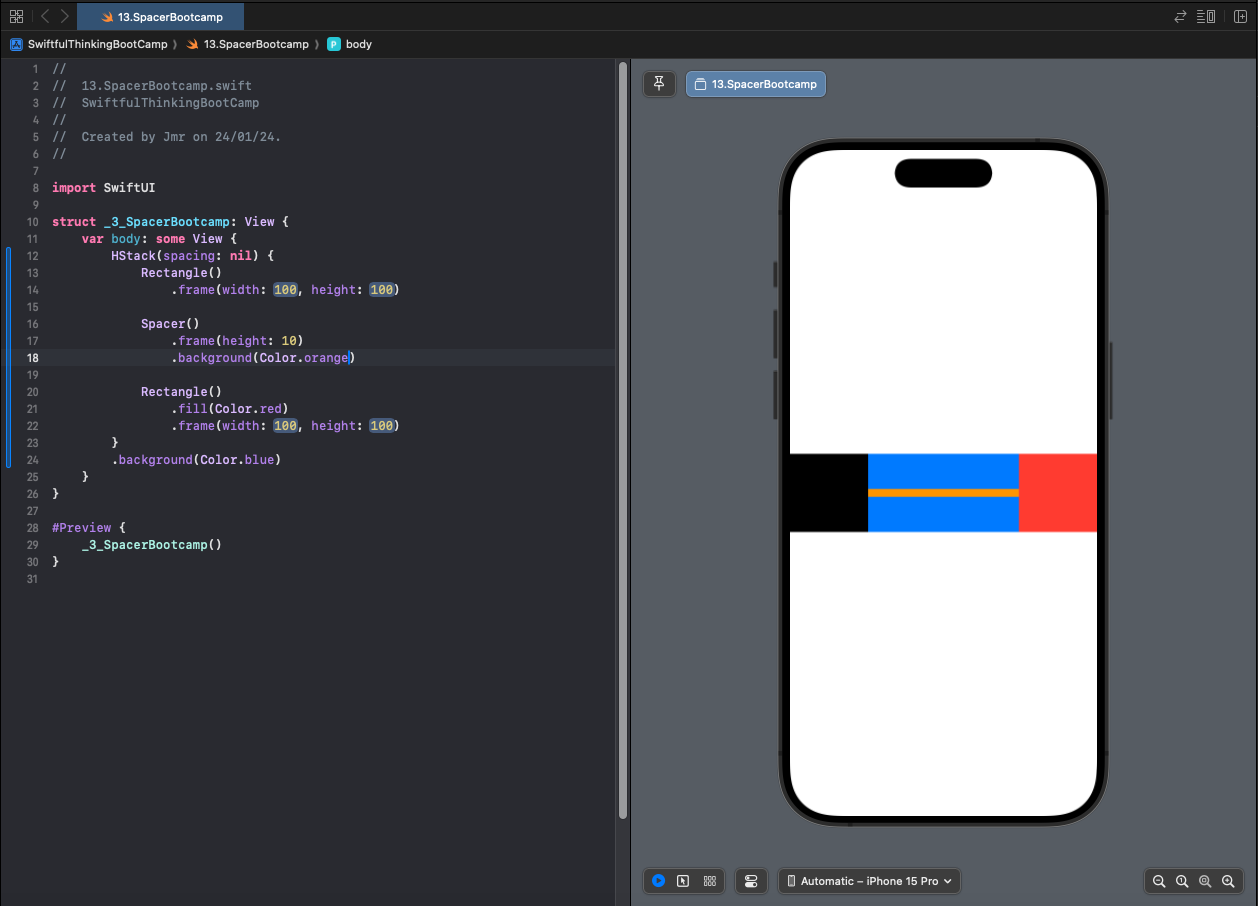 13.SpacerBootcamp
SwiftfulThinkingBootCamp 〉 13.SpacerBootcamp 〉 P body
1 //
2 //  13.SpacerBootcamp.swift
3 //  SwiftfulThinkingBootCamp
4 //
5 //  Created by Jmr on 24/01/24.
6 //
7
8 import SwiftUI
9
10 struct _3_SpacerBootcamp: View {
11     var body: some View {
12         HStack(spacing: nil) {
13             Rectangle()
14                 .frame(width: 100, height: 100)
15
16             Spacer()
17                 .frame(height: 10)
18                 .background(Color.orange)
19
20             Rectangle()
21                 .fill(Color.red)
22                 .frame(width: 100, height: 100)
23         }
24         .background(Color.blue)
25     }
26 }
27
28 #Preview {
29     _3_SpacerBootcamp()
30 }
31
13.SpacerBootcamp
Automatic – iPhone 15 Pro